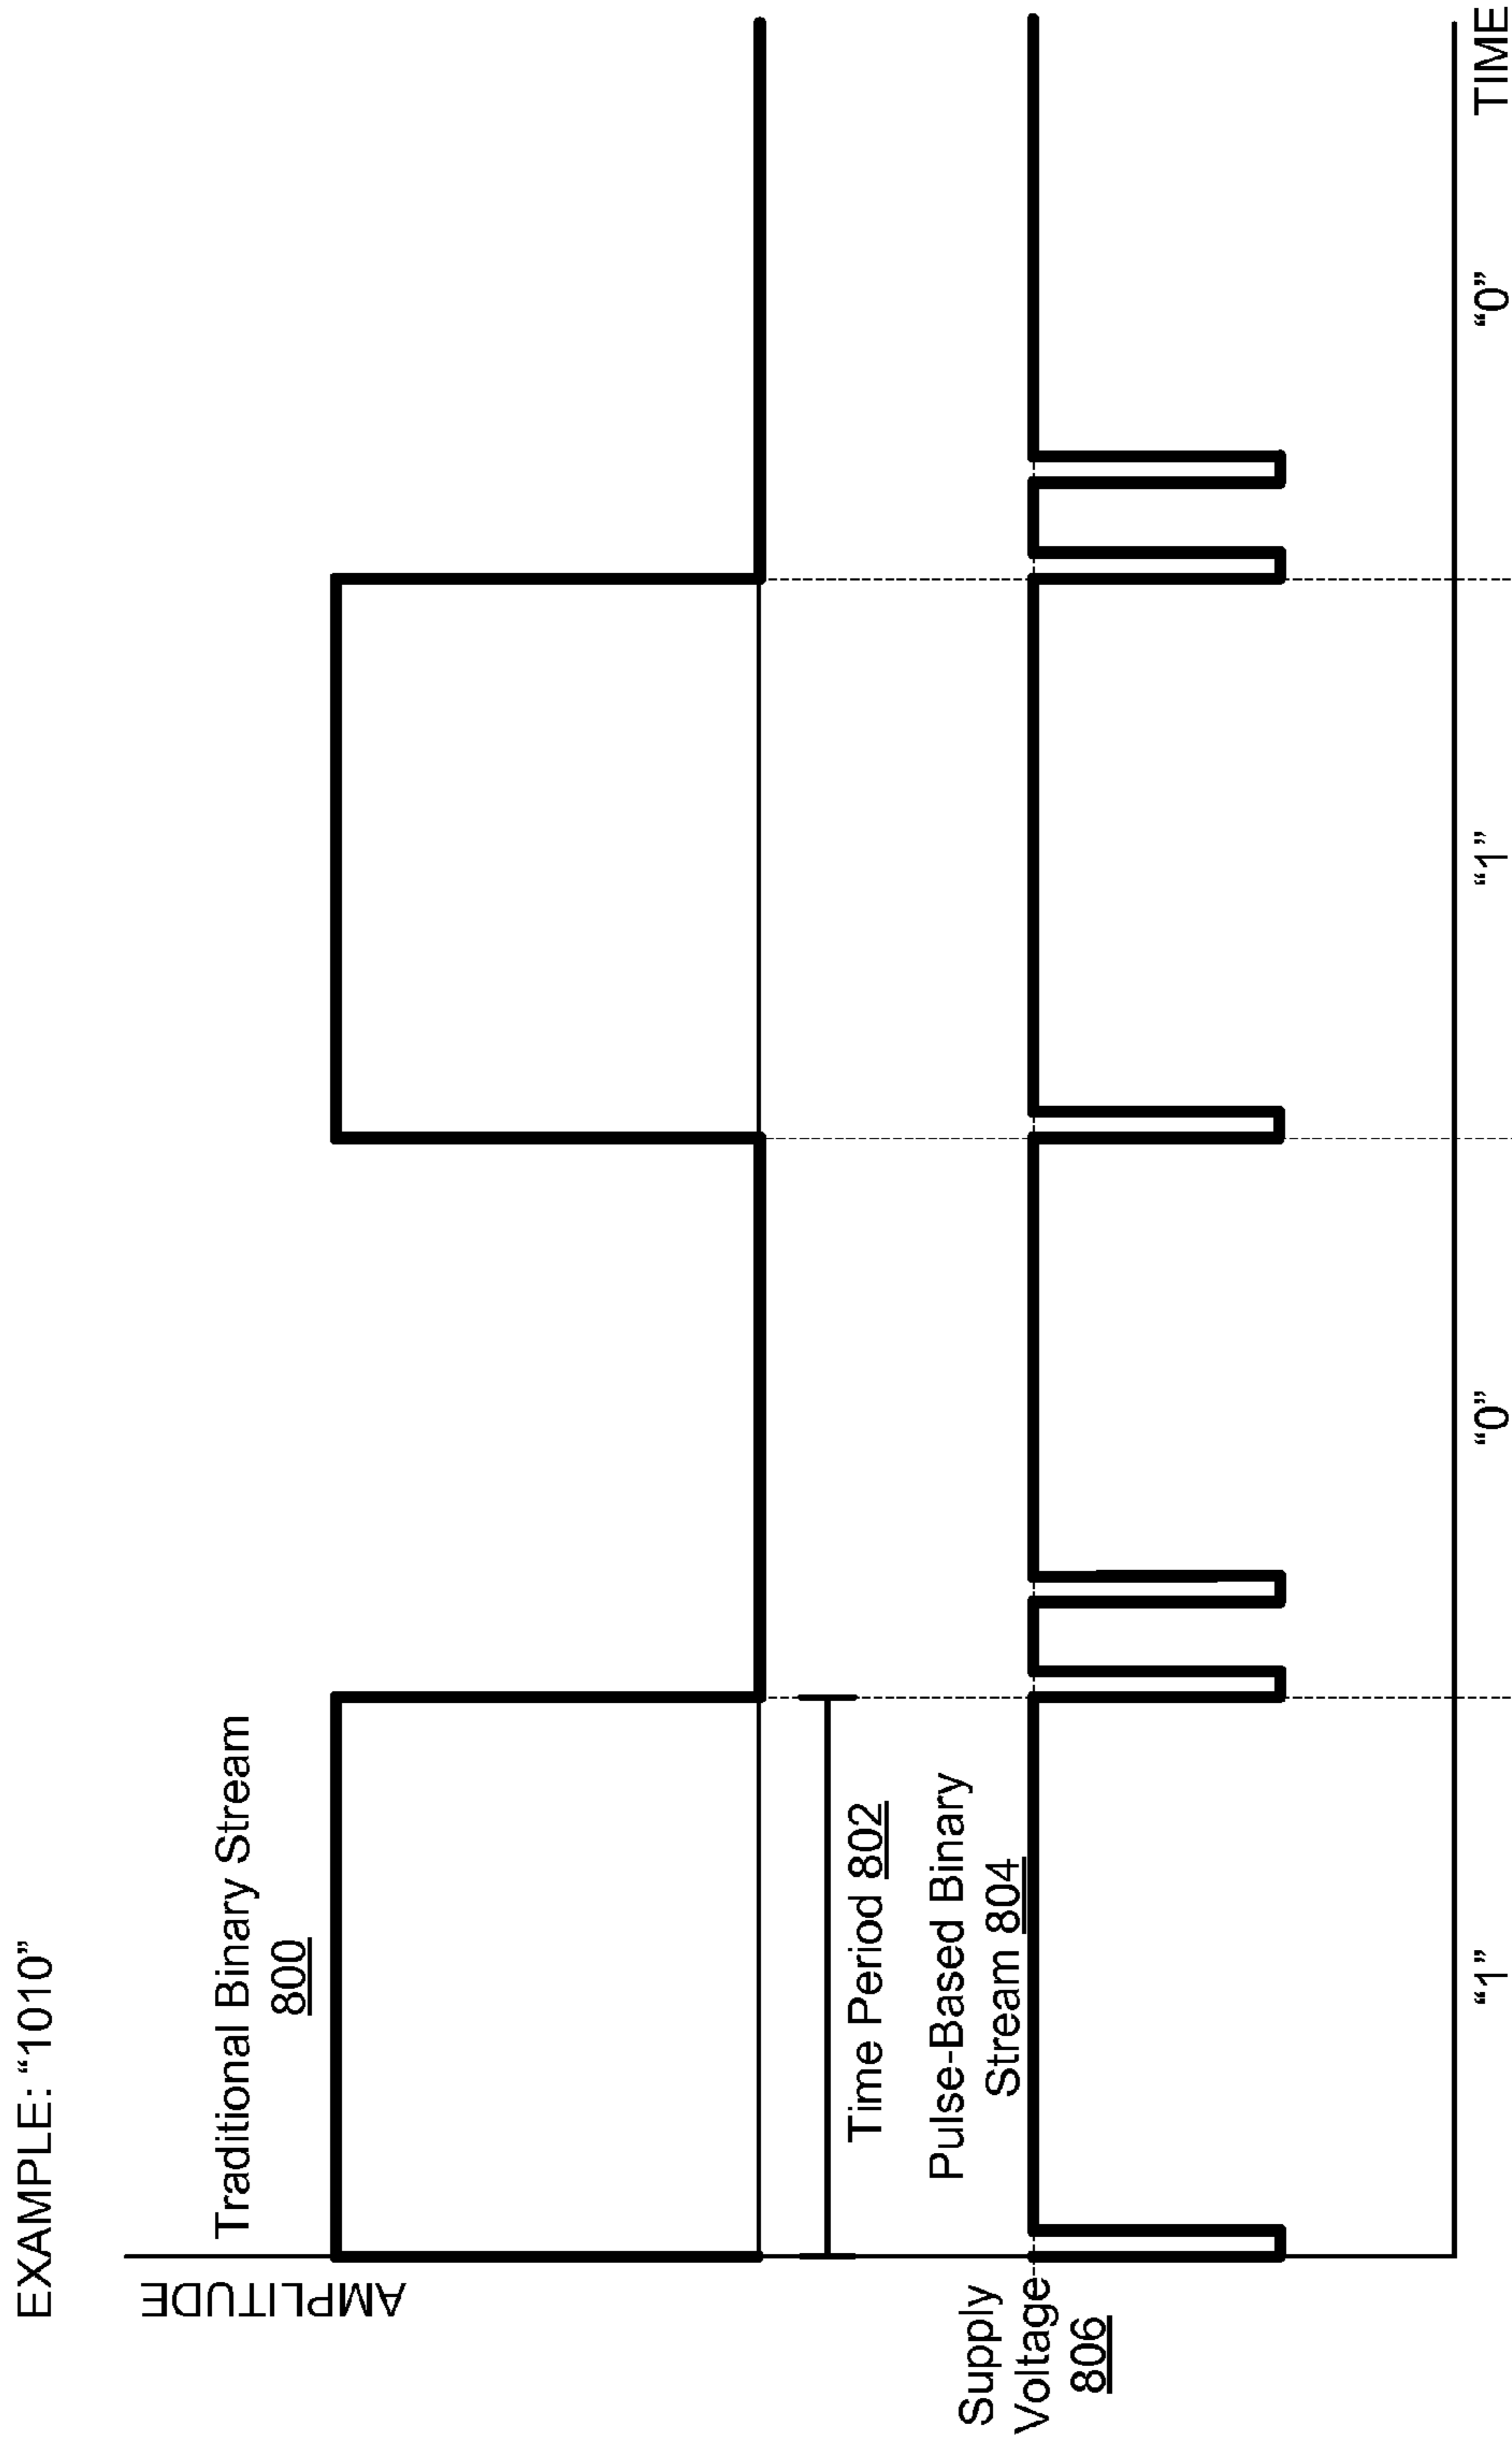 EXAMPLE: “1010”
AMPLITUDE
Traditional Binary Stream
800
Time Period 802
Pulse-Based Binary
Stream 804
Supply
Voltage
806
“1”
“0”
“1”
“0”
TIME